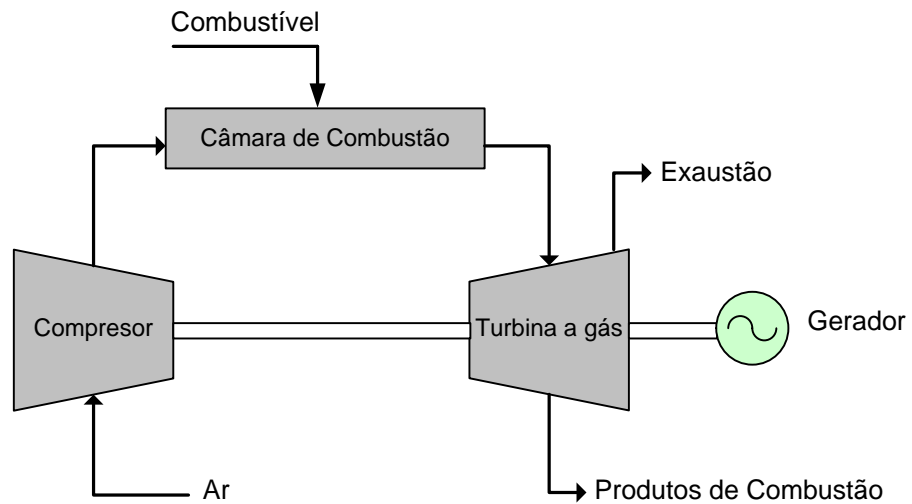 Combustível
Câmara de Combustão
Exaustão
Compresor
Turbina a gás
Gerador
Ar
Produtos de Combustão